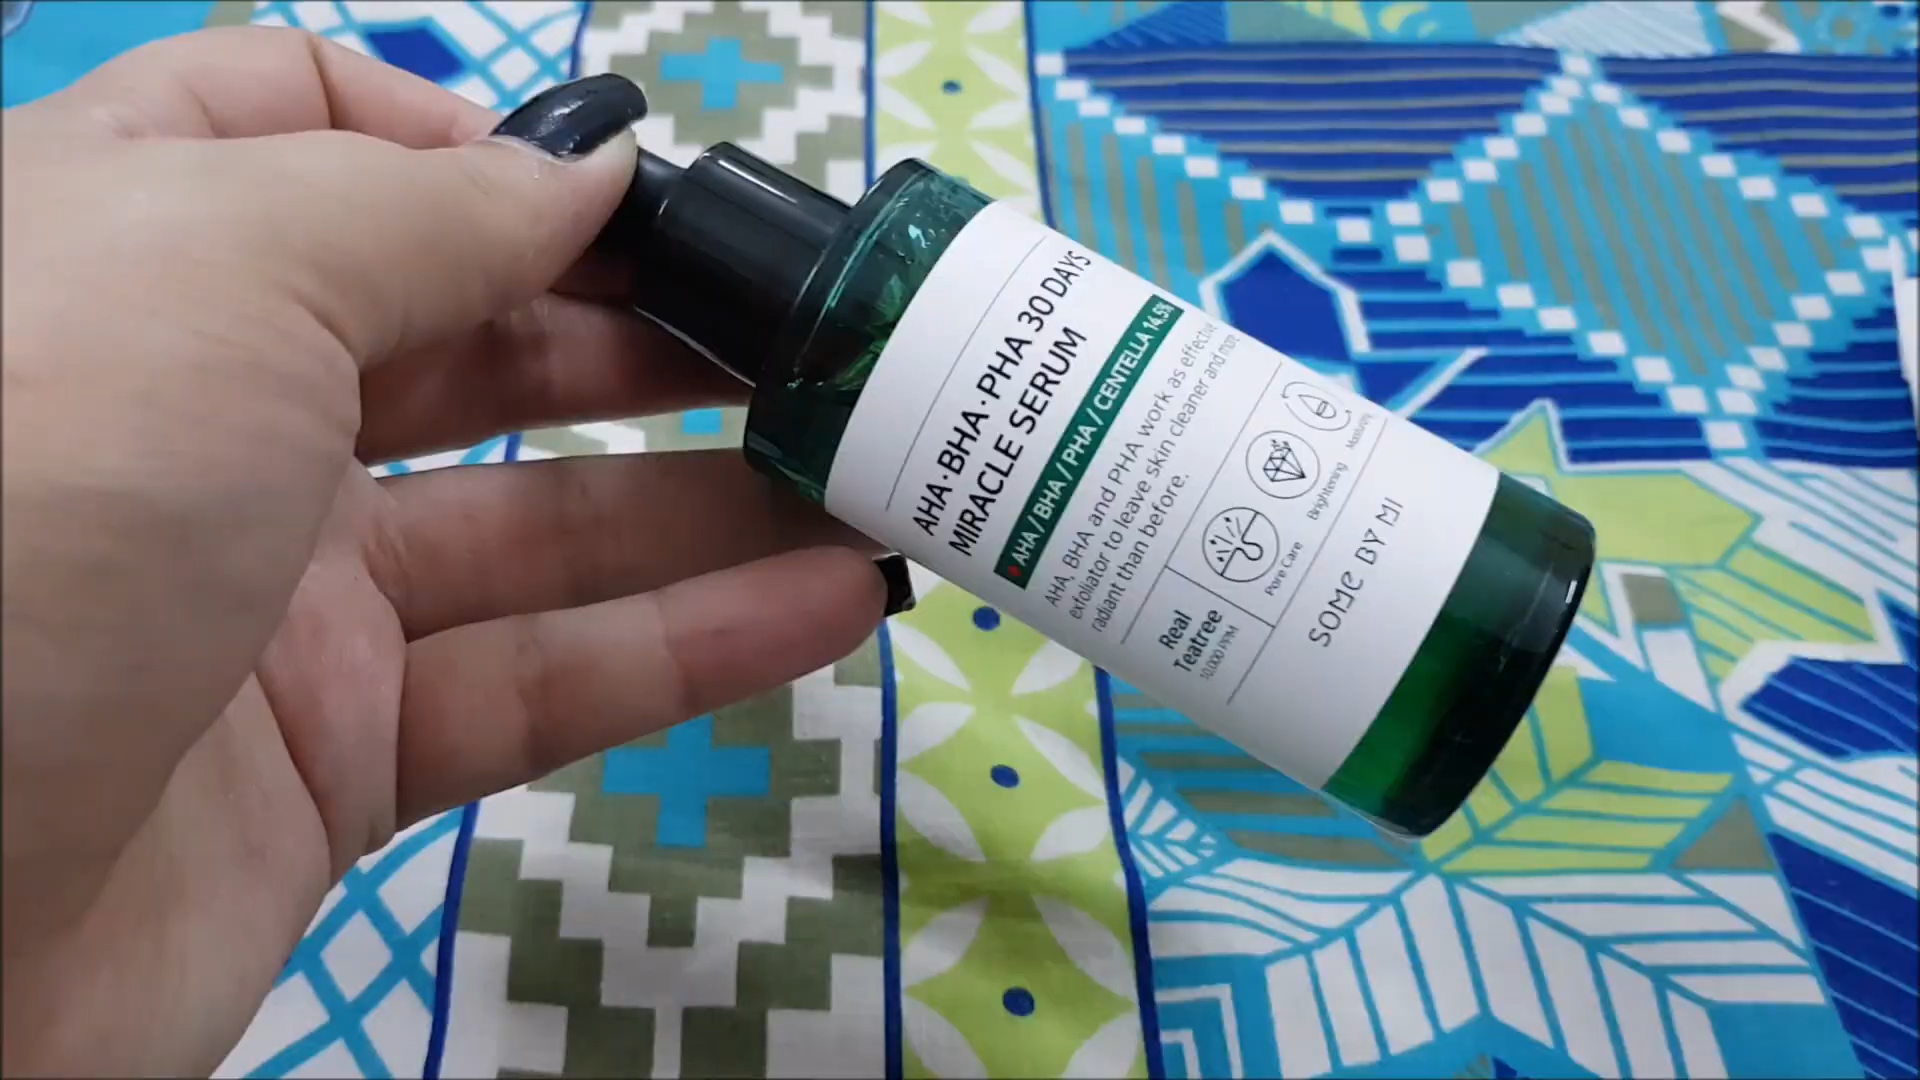 AHA·BHA·PHA 30 DAYS
MIRACLE SERUM
AHA / BHA / PHA / CENTELLA 14.5%
AHA, BHA and PHA work as effective
exfoliator to leave skin cleaner and more
radiant than before.
Real
Teatree
10,000 PPM
Pore Care
Brightening
Moisturizing
SOME BY MI